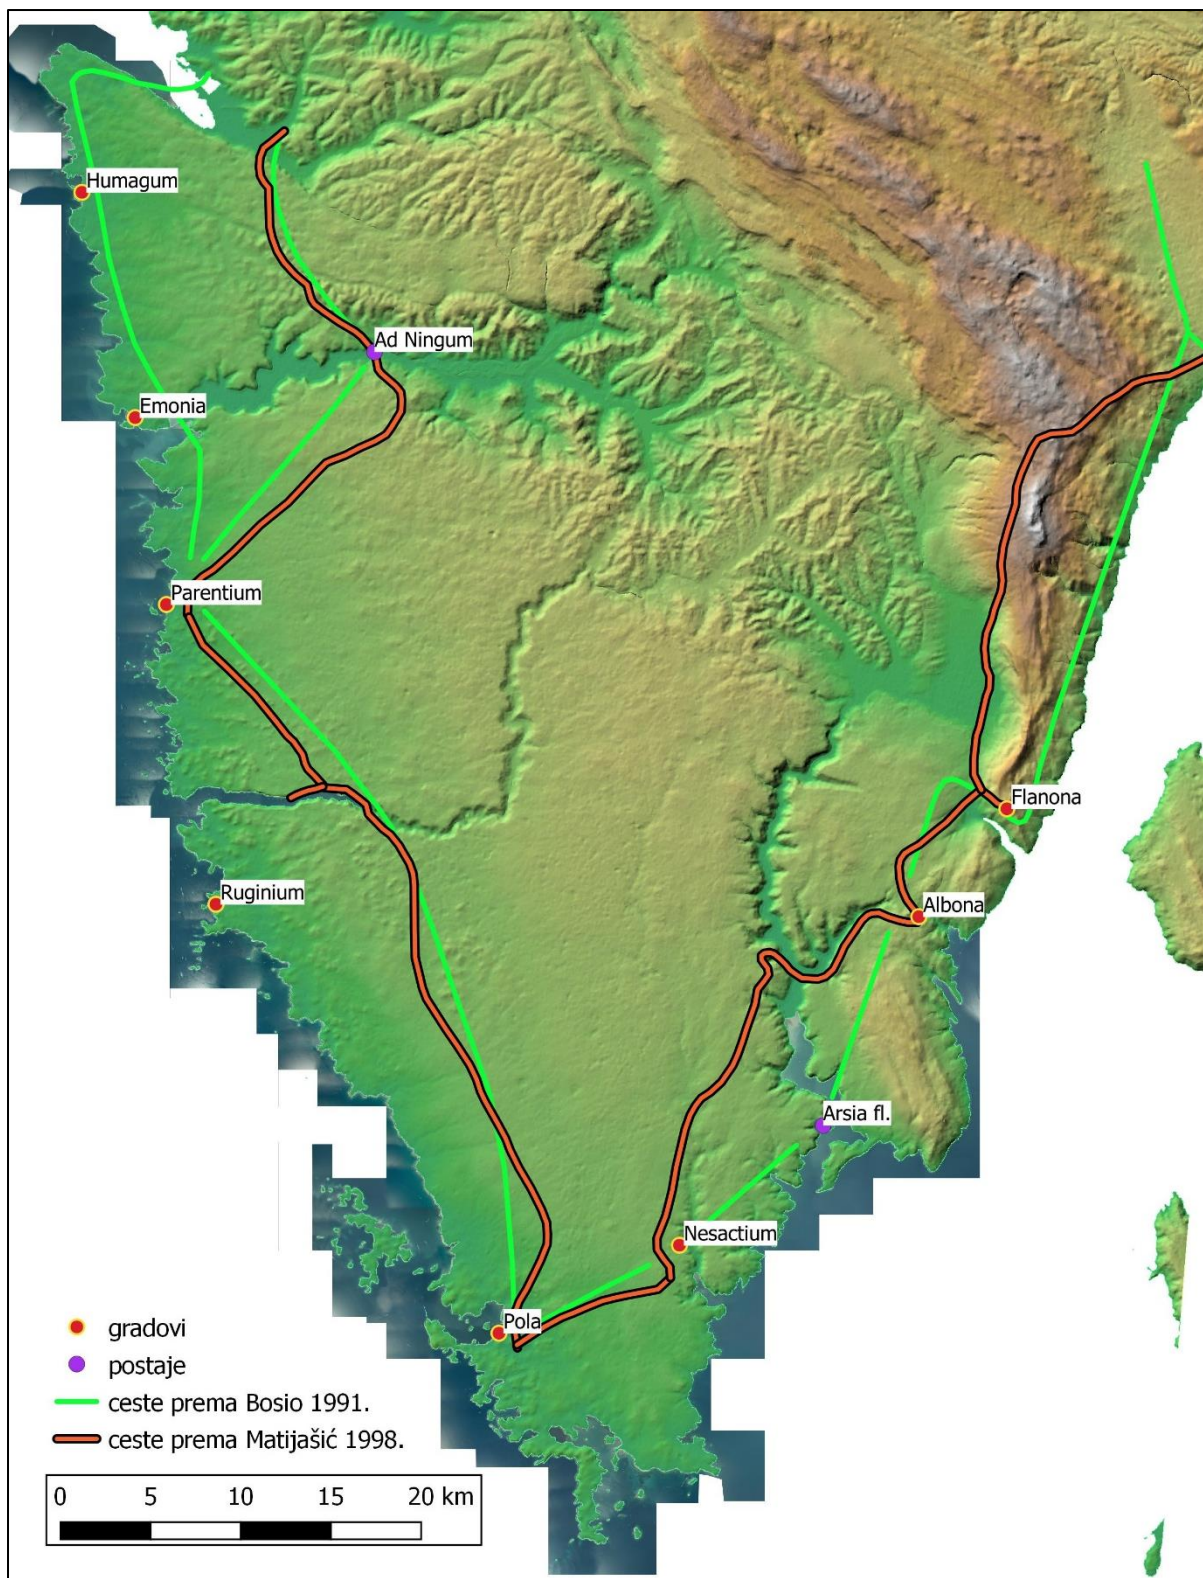 Humagum
Ad Ningum
Emonia
Parentium
Flanona
Ruginium
Albona
Arsia fl.
Nesactium
Pola
gradovi
postaje
ceste prema Bosio 1991.
ceste prema Matijašić 1998.
0 5 10 15 20 km